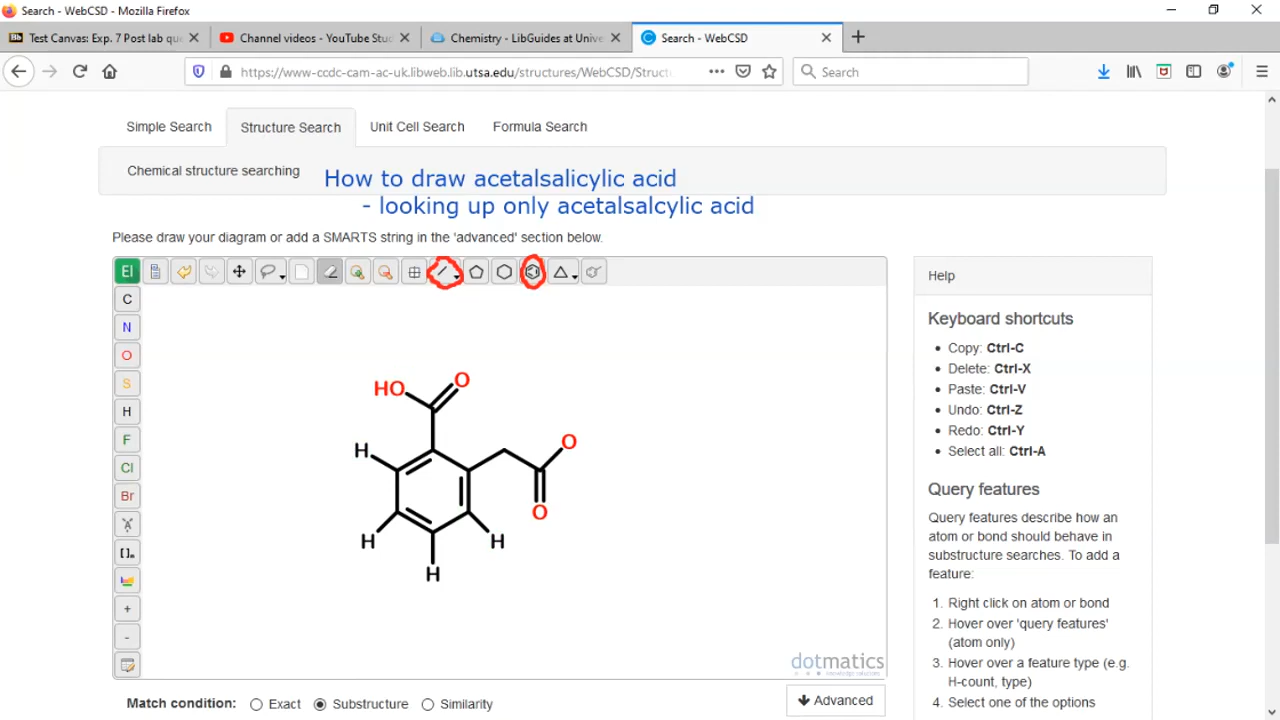 Search - WebCSD - Mozilla Firefox
Test Canvas: Exp. 7 Post lab que
Channel videos - YouTube Stud
Chemistry - LibGuides at Unive
Search - WebCSD
https://www-ccdc-cam-ac-uk.libweb.lib.utsa.edu/structures/WebCSD/Struct
Search
Simple Search
Structure Search
Unit Cell Search
Formula Search
Chemical structure searching
How to draw acetalsalicylic acid
- looking up only acetalsalcylic acid
Please draw your diagram or add a SMARTS string in the 'advanced' section below.
El
C
N
O
S
H
F
Cl
Br
A
[ ]n
+
-
HO
O
H
O
O
H
H
H
dotmatics
knowledge solutions
Match condition:
Exact
Substructure
Similarity
Advanced
Help
Keyboard shortcuts
• Copy: Ctrl-C
• Delete: Ctrl-X
• Paste: Ctrl-V
• Undo: Ctrl-Z
• Redo: Ctrl-Y
• Select all: Ctrl-A
Query features
Query features describe how an
atom or bond should behave in
substructure searches. To add a
feature:
1. Right click on atom or bond
2. Hover over 'query features'
(atom only)
3. Hover over a feature type (e.g.
H-count, type)
4. Select one of the options